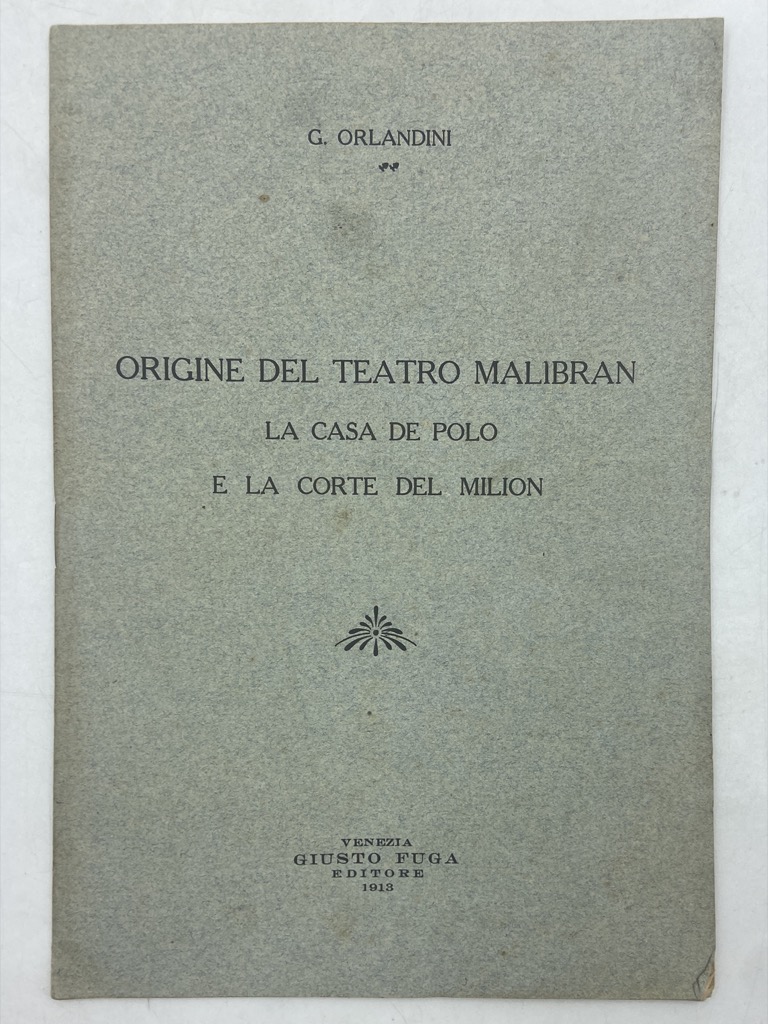 G. ORLANDINI
ORIGINE DEL TEATRO MALIBRAN
LA CASA DE POLO
E LA CORTE DEL MILION
VENEZIA
GIUSTO FUGA
EDITORE
1913